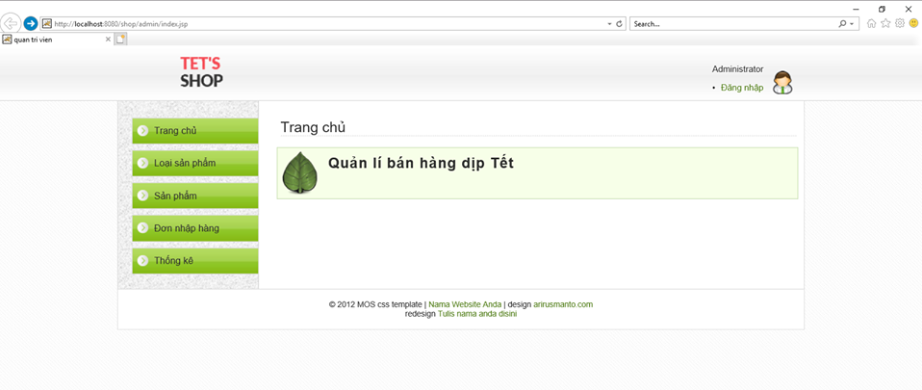 http://localhost:8080/shop/admin/index.jsp
Search...
quan tri vien
TET'S
SHOP
Administrator
Đăng nhập
Trang chủ
Loại sản phẩm
Sản phẩm
Đơn nhập hàng
Thống kê
Trang chủ
Quản lí bán hàng dịp Tết
© 2012 MOS css template | Nama Website Anda | design arirusmanto.com
redesign Tulis nama anda disini